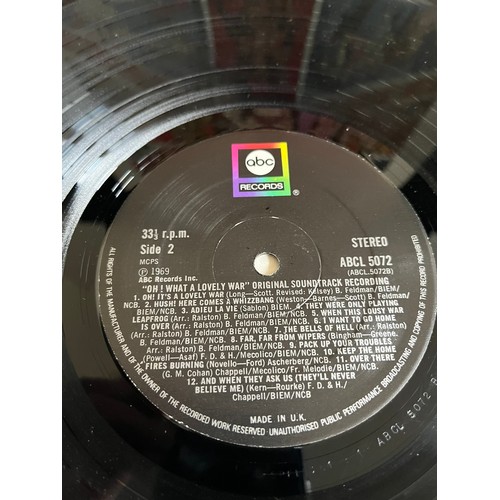 abc
RECORDS ®
33⅓ r.p.m.
Side 2
MCPS
Ⓟ 1969
ABC Records Inc.
STEREO
ABCL 5072
(ABCL.5072B)
"OH! WHAT A LOVELY WAR" ORIGINAL SOUNDTRACK RECORDING
1. OH! IT'S A LOVELY WAR (Long—Scott. Revised: Kelsey) B. Feldman/BIEM/
NCB. 2. HUSH! HERE COMES A WHIZZBANG (Weston—Barnes—Scott) B. Feldman/
BIEM/NCB. 3. ADIEU LA VIE (Sablon) BIEM. 4. THEY WERE ONLY PLAYING
LEAPFROG (Arr.: Ralston) B. Feldman/BIEM/NCB. 5. WHEN THIS LOUSY WAR
IS OVER (Arr.: Ralston) B. Feldman/BIEM/NCB. 6. I WANT TO GO HOME
(Arr.: Ralston) B. Feldman/BIEM/NCB. 7. THE BELLS OF HELL (Arr.: Ralston)
B. Feldman/BIEM/NCB. 8. FAR, FAR FROM WIPERS (Bingham—Greene.
Arr.: Ralston) BIEM/NCB. 9. PACK UP YOUR TROUBLES
(Powell—Asaf) F. D. & H./Mecolico/BIEM/NCB. 10. KEEP THE HOME
FIRES BURNING (Novello—Ford) Ascherberg/NCB. 11. OVER THERE
(G. M. Cohan) Chappell/Mecolico/Fr. Melodie/BIEM/NCB.
12. AND WHEN THEY ASK US (THEY'LL NEVER
BELIEVE ME) (Kern—Rourke) F. D. & H./
Chappell/BIEM/NCB
MADE IN U.K.
ALL RIGHTS OF THE MANUFACTURER AND OF THE OWNER OF THE RECORDED WORK RESERVED · UNAUTHORISED PUBLIC PERFORMANCE BROADCASTING AND COPYING OF THIS RECORD PROHIBITED
ABCL 5072 B